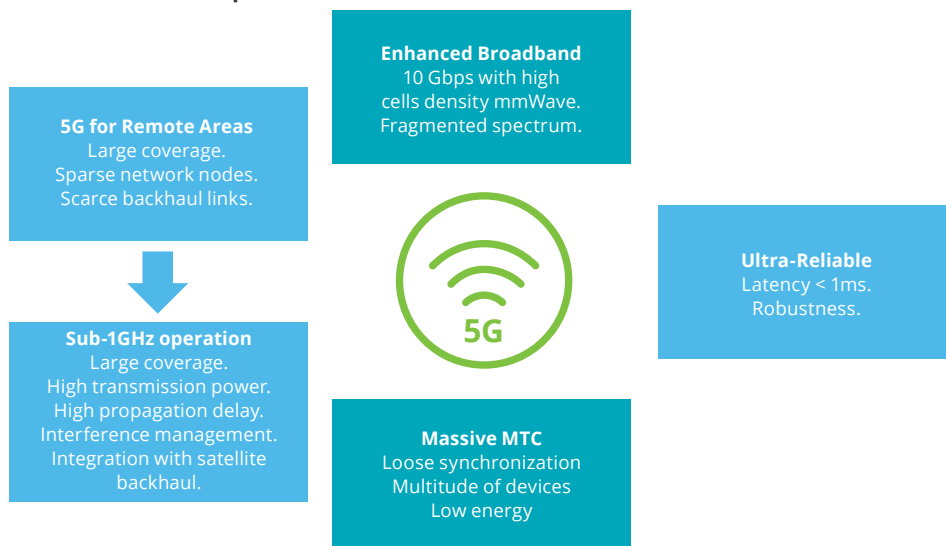 Enhanced Broadband
10 Gbps with high
cells density mmWave.
Fragmented spectrum.
5G for Remote Areas
Large coverage.
Sparse network nodes.
Scarce backhaul links.
Ultra-Reliable
Latency < 1ms.
Robustness.
5G
Sub-1GHz operation
Large coverage.
High transmission power.
High propagation delay.
Interference management.
Integration with satellite
backhaul.
Massive MTC
Loose synchronization
Multitude of devices
Low energy